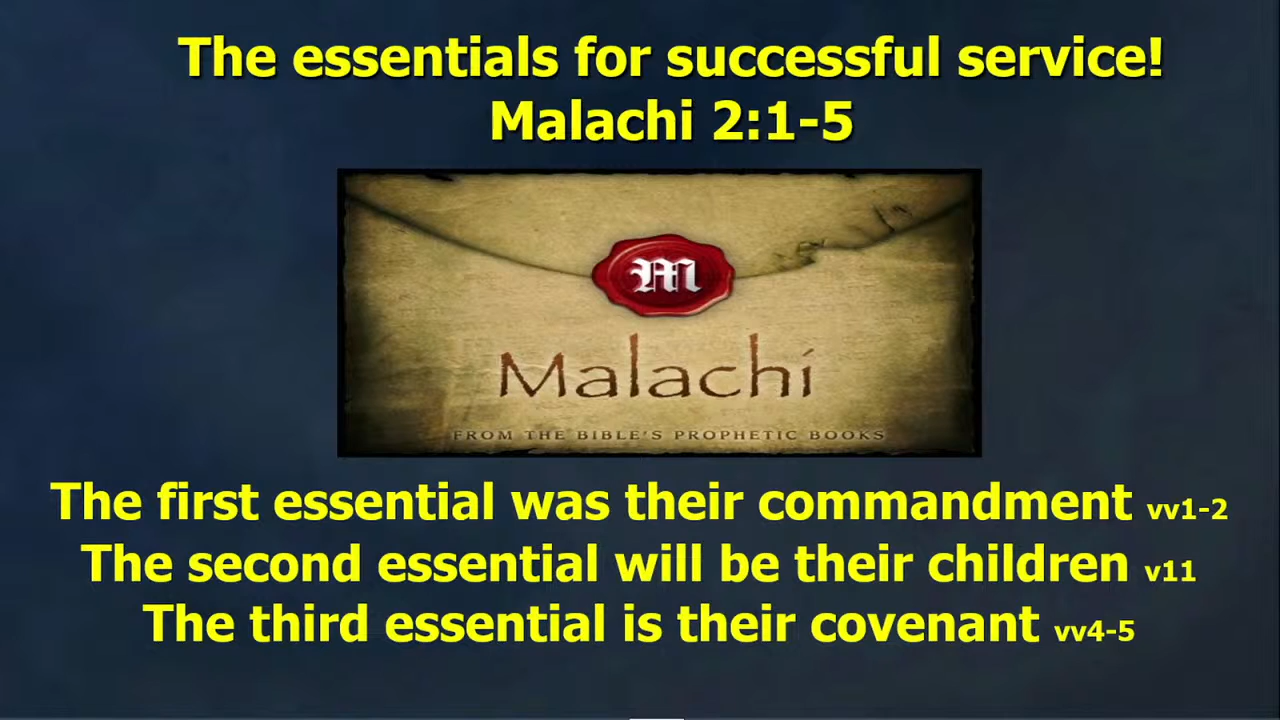 The essentials for successful service!
Malachi 2:1-5
M
Malachi
FROM THE BIBLE'S PROPHETIC BOOKS
The first essential was their commandment vv1-2
The second essential will be their children v11
The third essential is their covenant vv4-5